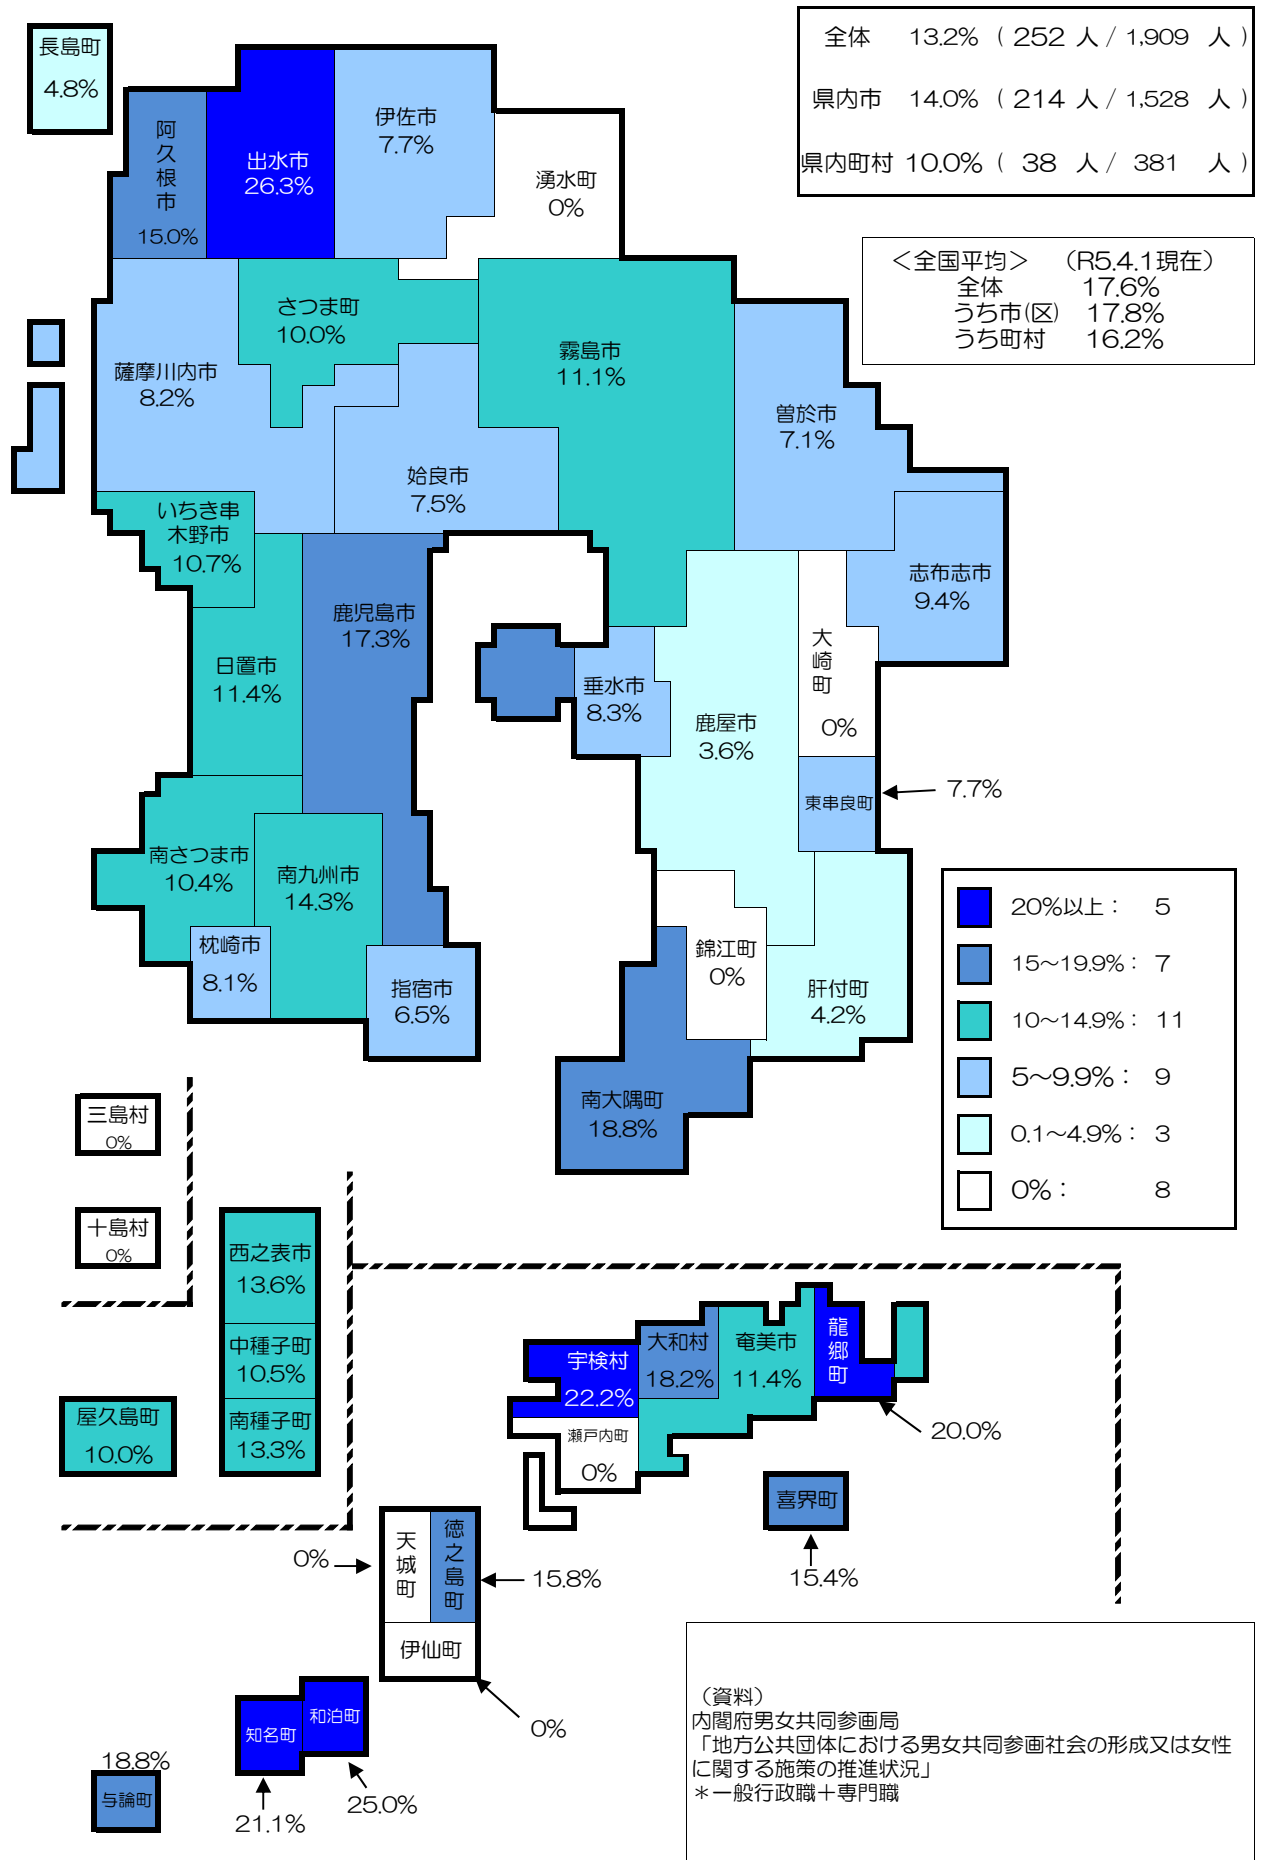 長島町
4.8%
全体 13.2% ( 252 人 / 1,909 人 )
県内市 14.0% ( 214 人 / 1,528 人 )
県内町村 10.0% ( 38 人 / 381 人 )
阿久根市
15.0%
出水市
26.3%
伊佐市
7.7%
湧水町
0%
＜全国平均＞ （R5.4.1現在）
全体 17.6%
うち市(区) 17.8%
うち町村 16.2%
さつま町
10.0%
霧島市
11.1%
薩摩川内市
8.2%
曽於市
7.1%
姶良市
7.5%
いちき串
木野市
10.7%
志布志市
9.4%
鹿児島市
17.3%
大崎町
0%
日置市
11.4%
垂水市
8.3%
鹿屋市
3.6%
東串良町
7.7%
南さつま市
10.4%
南九州市
14.3%
枕崎市
8.1%
指宿市
6.5%
錦江町
0%
肝付町
4.2%
南大隅町
18.8%
20%以上： 5
15～19.9%： 7
10～14.9%： 11
5～9.9%： 9
0.1～4.9%： 3
0%： 8
三島村
0%
十島村
0%
西之表市
13.6%
中種子町
10.5%
南種子町
13.3%
屋久島町
10.0%
宇検村
22.2%
大和村
18.2%
奄美市
11.4%
龍郷町
20.0%
瀬戸内町
0%
喜界町
15.4%
天城町
0%
徳之島町
15.8%
伊仙町
0%
知名町
21.1%
和泊町
25.0%
18.8%
与論町
（資料）
内閣府男女共同参画局
「地方公共団体における男女共同参画社会の形成又は女性
に関する施策の推進状況」
＊一般行政職＋専門職